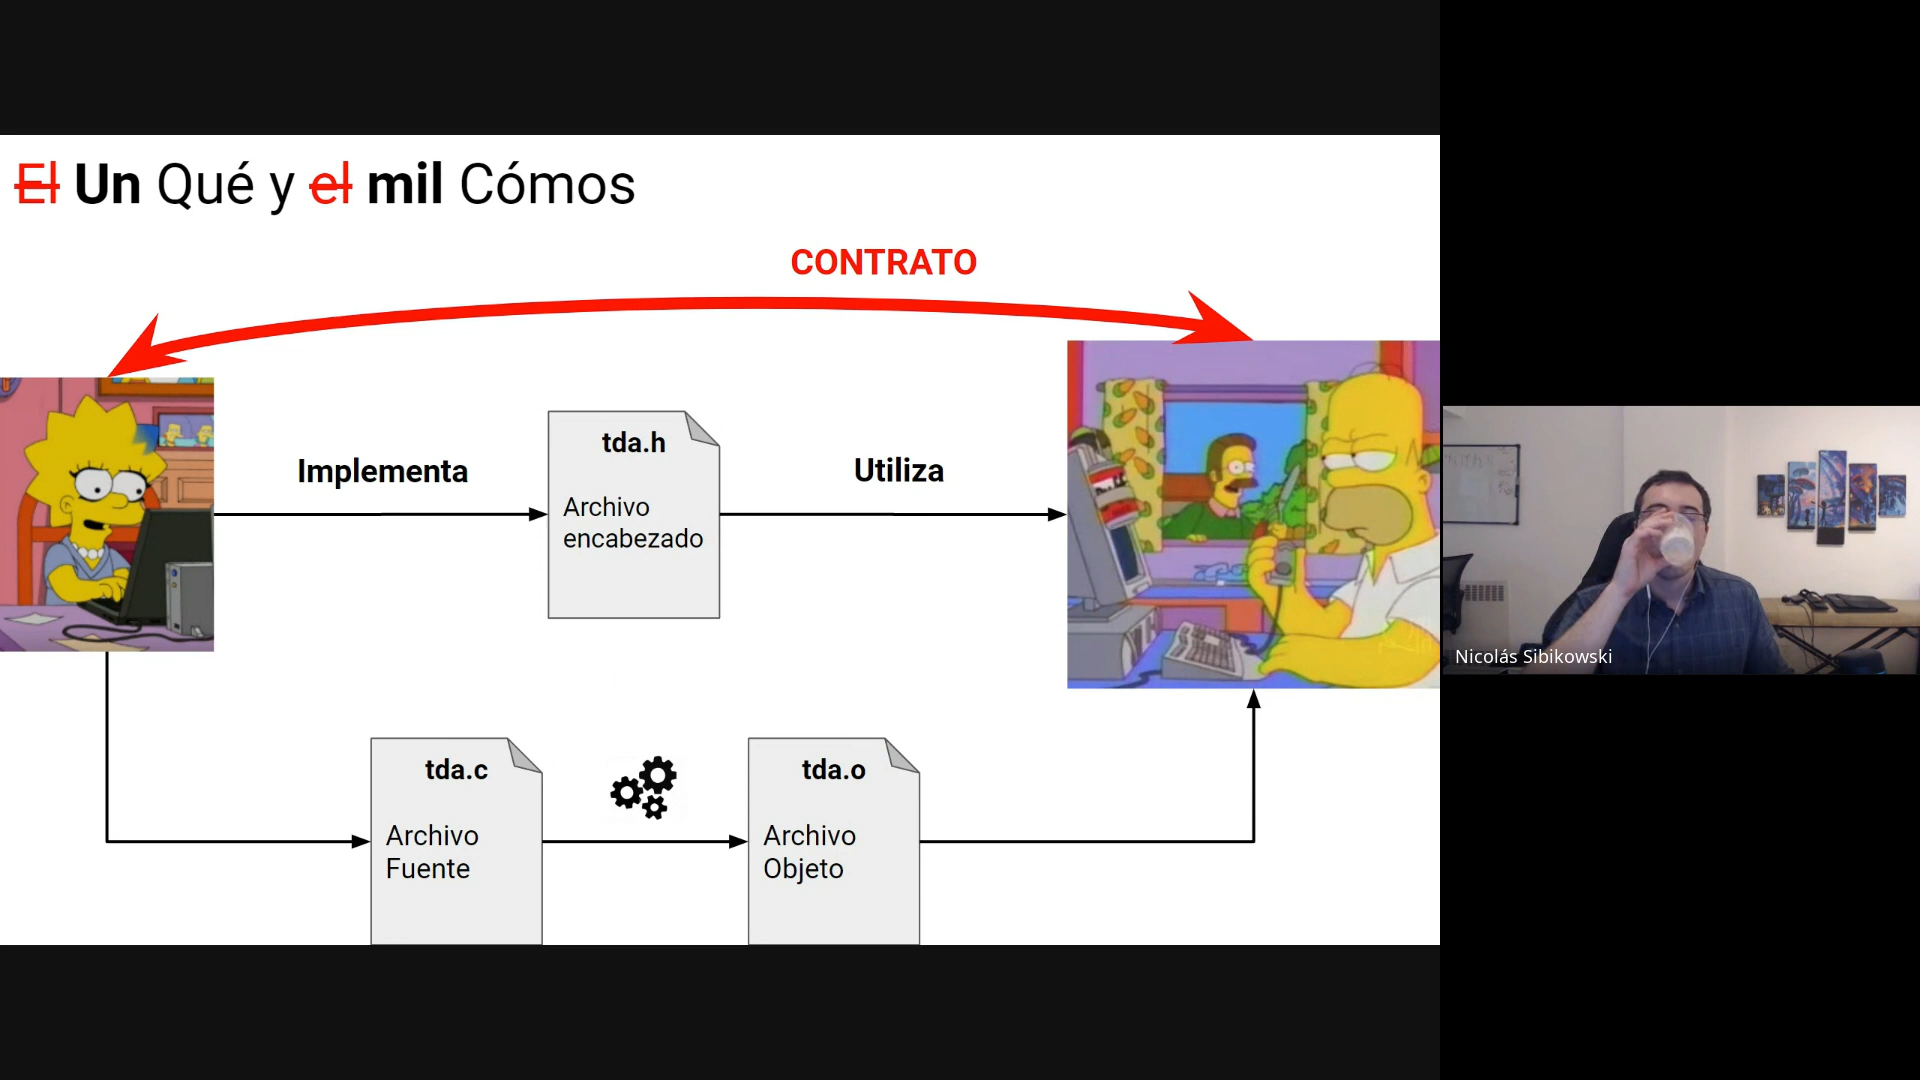 El Un Qué y el mil Cómos
CONTRATO
Implementa
tda.h
Archivo
encabezado
Utiliza
tda.c
Archivo
Fuente
tda.o
Archivo
Objeto
Nicolás Sibikowski